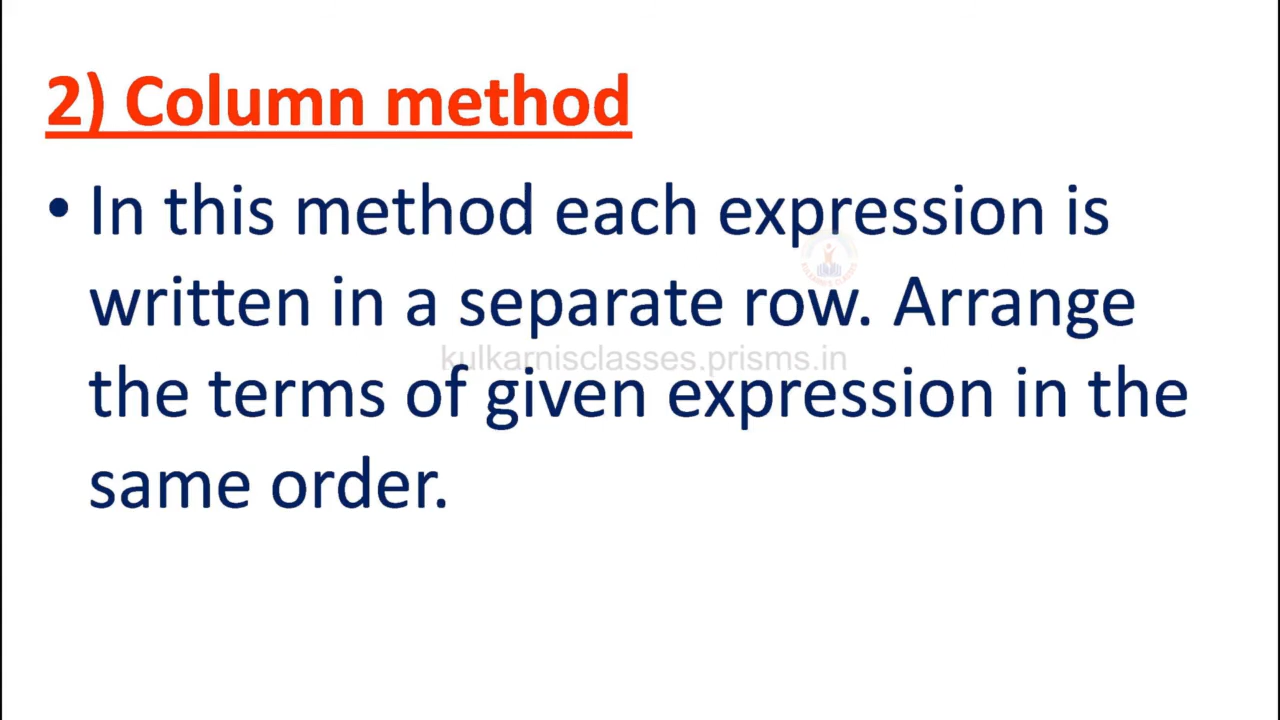 2) Column method
• In this method each expression is
written in a separate row. Arrange
kulkarnisclasses.prisms.in
the terms of given expression in the
same order.